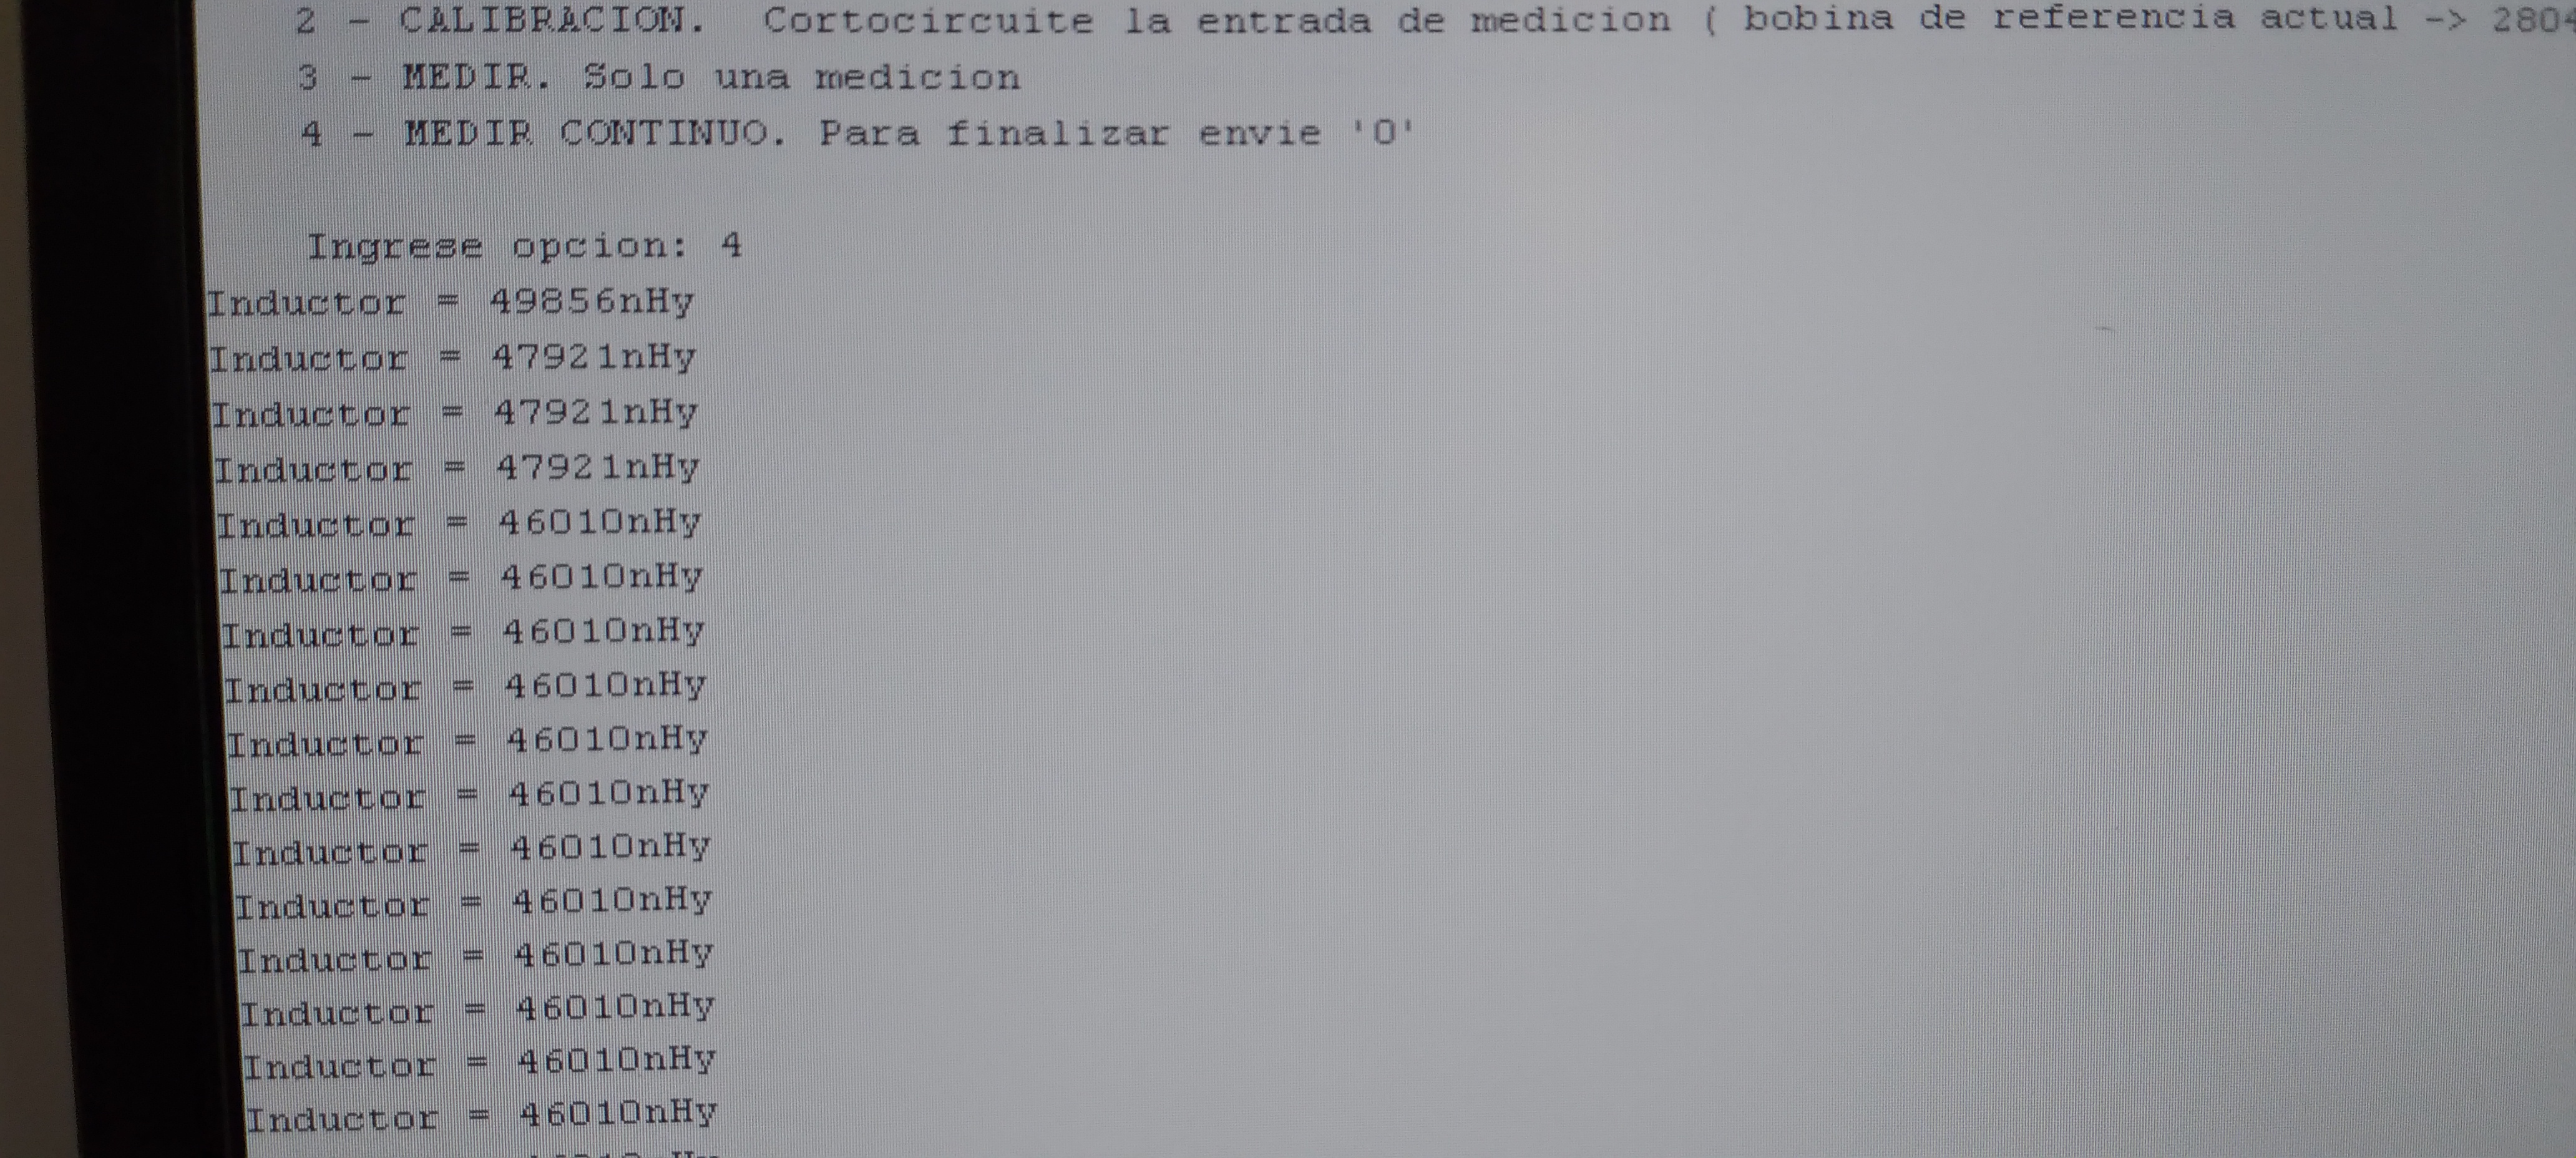 2 - CALIBRACION.  Cortocircuite la entrada de medicion ( bobina de referencia actual -> 2804
3 - MEDIR. Solo una medicion
4 - MEDIR CONTINUO. Para finalizar envie '0'
Ingrese opcion: 4
Inductor = 49856nHy
Inductor = 47921nHy
Inductor = 47921nHy
Inductor = 47921nHy
Inductor = 46010nHy
Inductor = 46010nHy
Inductor = 46010nHy
Inductor = 46010nHy
Inductor = 46010nHy
Inductor = 46010nHy
Inductor = 46010nHy
Inductor = 46010nHy
Inductor = 46010nHy
Inductor = 46010nHy
Inductor = 46010nHy
Inductor = 46010nHy